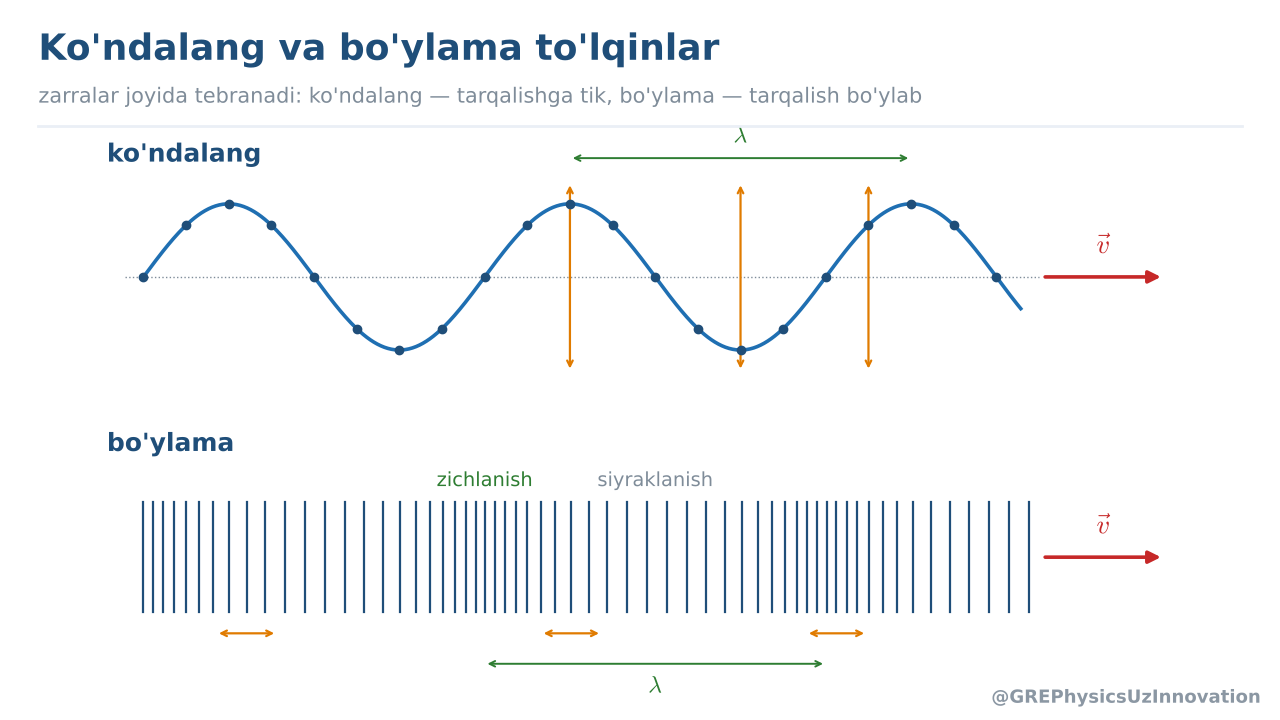 Ko'ndalang va bo'ylama to'lqinlar
zarralar joyida tebranadi: ko'ndalang — tarqalishga tik, bo'ylama — tarqalish bo'ylab
λ
ko'ndalang
v⃗
bo'ylama
zichlanish siyraklanish
v⃗
λ
@GREPhysicsUzInnovation